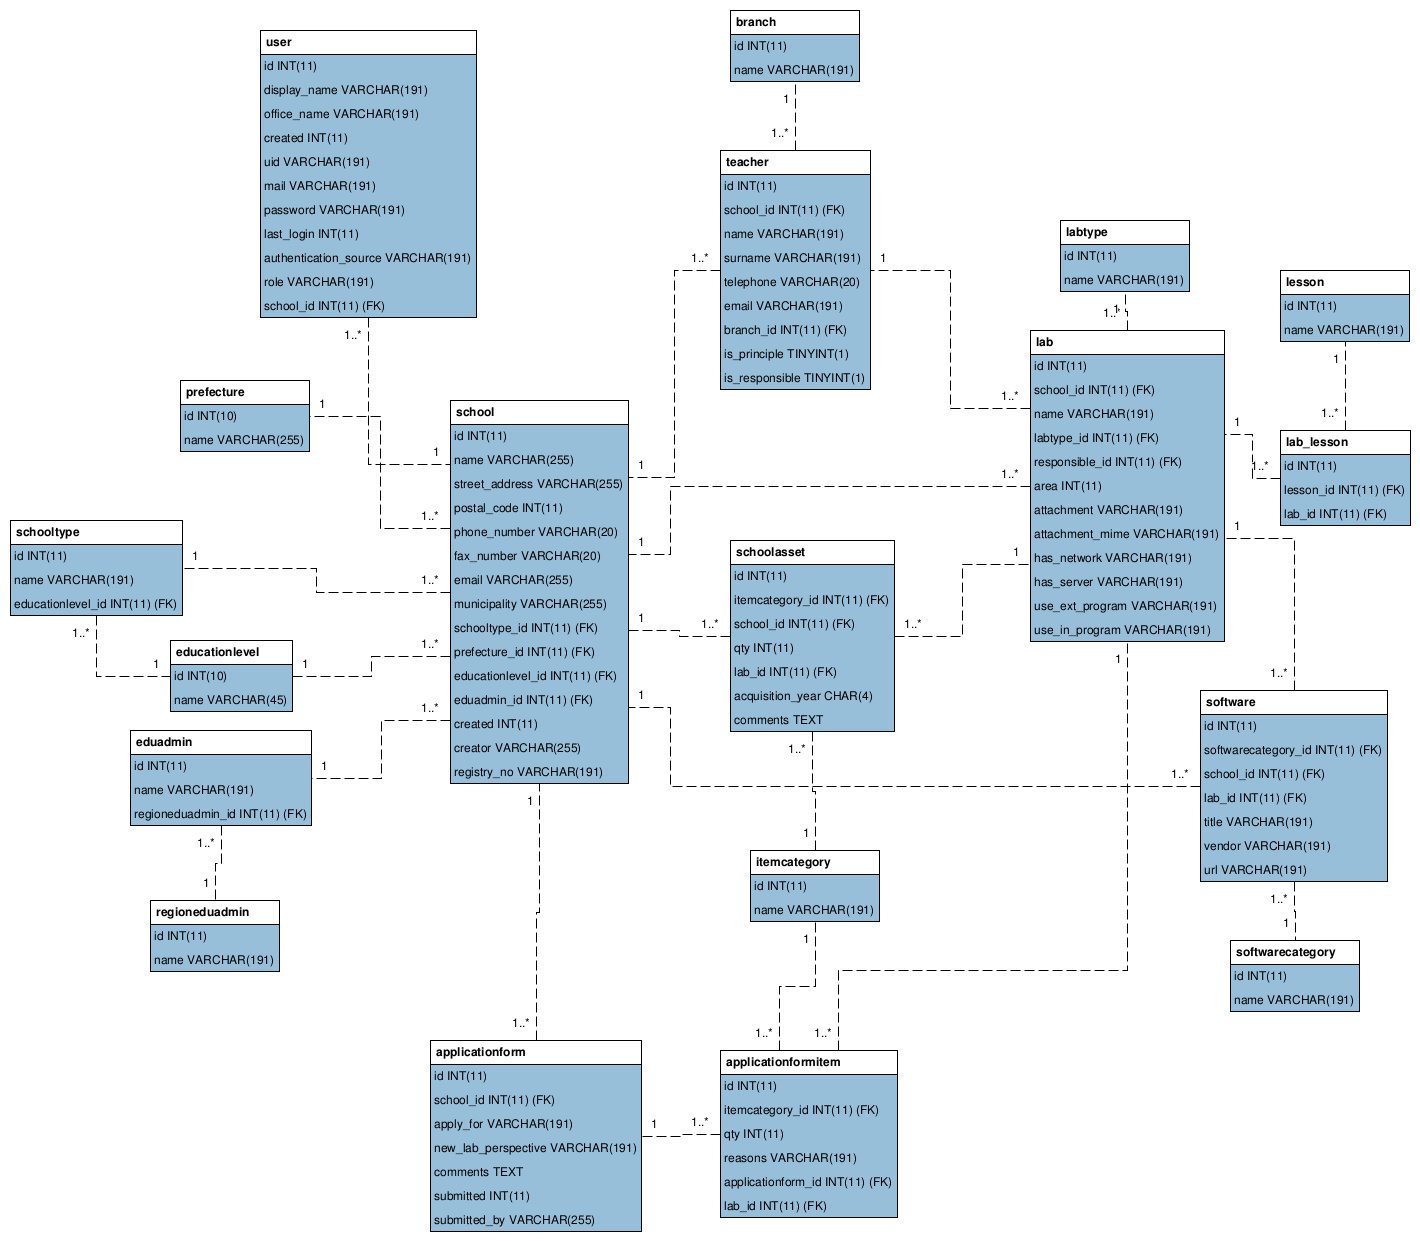 user
id INT(11)
display_name VARCHAR(191)
office_name VARCHAR(191)
created INT(11)
uid VARCHAR(191)
mail VARCHAR(191)
password VARCHAR(191)
last_login INT(11)
authentication_source VARCHAR(191)
role VARCHAR(191)
school_id INT(11) (FK)
1..*
1
branch
id INT(11)
name VARCHAR(191)
1
1..*
teacher
id INT(11)
school_id INT(11) (FK)
name VARCHAR(191)
surname VARCHAR(191)
telephone VARCHAR(20)
email VARCHAR(191)
branch_id INT(11) (FK)
is_principle TINYINT(1)
is_responsible TINYINT(1)
1..*
1
1
1..*
labtype
id INT(11)
name VARCHAR(191)
1
1..*
lesson
id INT(11)
name VARCHAR(191)
1
1..*
lab_lesson
id INT(11)
lesson_id INT(11) (FK)
lab_id INT(11) (FK)
1
1..*
lab
id INT(11)
school_id INT(11) (FK)
name VARCHAR(191)
labtype_id INT(11) (FK)
responsible_id INT(11) (FK)
area INT(11)
attachment VARCHAR(191)
attachment_mime VARCHAR(191)
has_network VARCHAR(191)
has_server VARCHAR(191)
use_ext_program VARCHAR(191)
use_in_program VARCHAR(191)
1..*
1
1
1..*
1
1..*
prefecture
id INT(10)
name VARCHAR(255)
1
1..*
school
id INT(11)
name VARCHAR(255)
street_address VARCHAR(255)
postal_code INT(11)
phone_number VARCHAR(20)
fax_number VARCHAR(20)
email VARCHAR(255)
municipality VARCHAR(255)
schooltype_id INT(11) (FK)
prefecture_id INT(11) (FK)
educationlevel_id INT(11) (FK)
eduadmin_id INT(11) (FK)
created INT(11)
creator VARCHAR(255)
registry_no VARCHAR(191)
schooltype
id INT(11)
name VARCHAR(191)
educationlevel_id INT(11) (FK)
1
1..*
1..*
1
educationlevel
id INT(10)
name VARCHAR(45)
1
1..*
eduadmin
id INT(11)
name VARCHAR(191)
regioneduadmin_id INT(11) (FK)
1
1..*
1..*
1
regioneduadmin
id INT(11)
name VARCHAR(191)
schoolasset
id INT(11)
itemcategory_id INT(11) (FK)
school_id INT(11) (FK)
qty INT(11)
lab_id INT(11) (FK)
acquisition_year CHAR(4)
comments TEXT
1
1..*
1..*
1
itemcategory
id INT(11)
name VARCHAR(191)
1
1..*
software
id INT(11)
softwarecategory_id INT(11) (FK)
school_id INT(11) (FK)
lab_id INT(11) (FK)
title VARCHAR(191)
vendor VARCHAR(191)
url VARCHAR(191)
1
1..*
1..*
1
softwarecategory
id INT(11)
name VARCHAR(191)
1
1..*
applicationform
id INT(11)
school_id INT(11) (FK)
apply_for VARCHAR(191)
new_lab_perspective VARCHAR(191)
comments TEXT
submitted INT(11)
submitted_by VARCHAR(255)
1
1..*
1
1..*
applicationformitem
id INT(11)
itemcategory_id INT(11) (FK)
qty INT(11)
reasons VARCHAR(191)
applicationform_id INT(11) (FK)
lab_id INT(11) (FK)